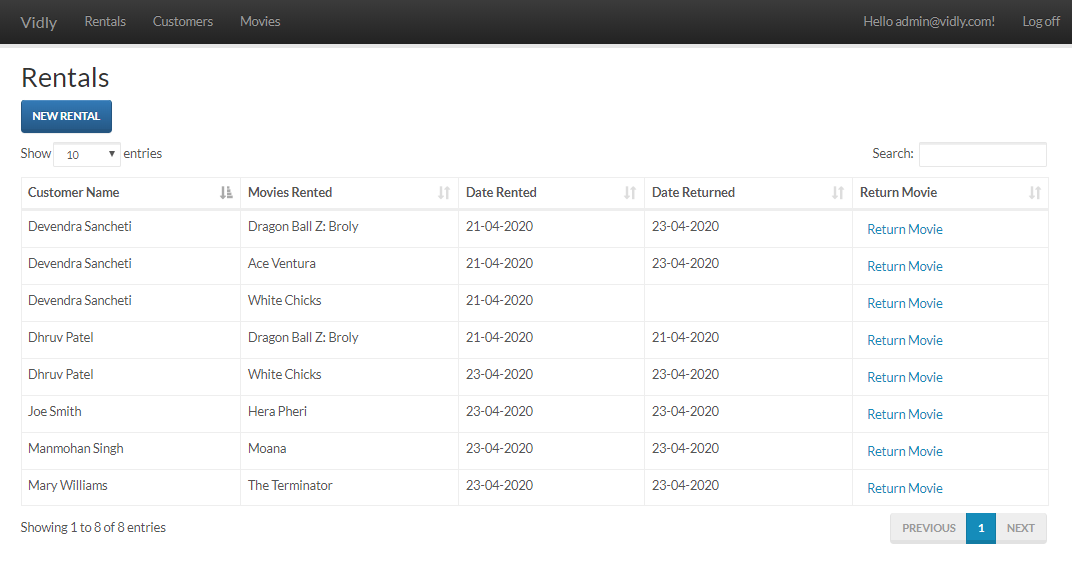 Vidly Rentals Customers Movies Hello admin@vidly.com! Log off
Rentals
NEW RENTAL
Show 10 entries Search:
Customer Name Movies Rented Date Rented Date Returned Return Movie
Devendra Sancheti Dragon Ball Z: Broly 21-04-2020 23-04-2020 Return Movie
Devendra Sancheti Ace Ventura 21-04-2020 23-04-2020 Return Movie
Devendra Sancheti White Chicks 21-04-2020 Return Movie
Dhruv Patel Dragon Ball Z: Broly 21-04-2020 21-04-2020 Return Movie
Dhruv Patel White Chicks 23-04-2020 23-04-2020 Return Movie
Joe Smith Hera Pheri 23-04-2020 23-04-2020 Return Movie
Manmohan Singh Moana 23-04-2020 23-04-2020 Return Movie
Mary Williams The Terminator 23-04-2020 23-04-2020 Return Movie
Showing 1 to 8 of 8 entries PREVIOUS 1 NEXT